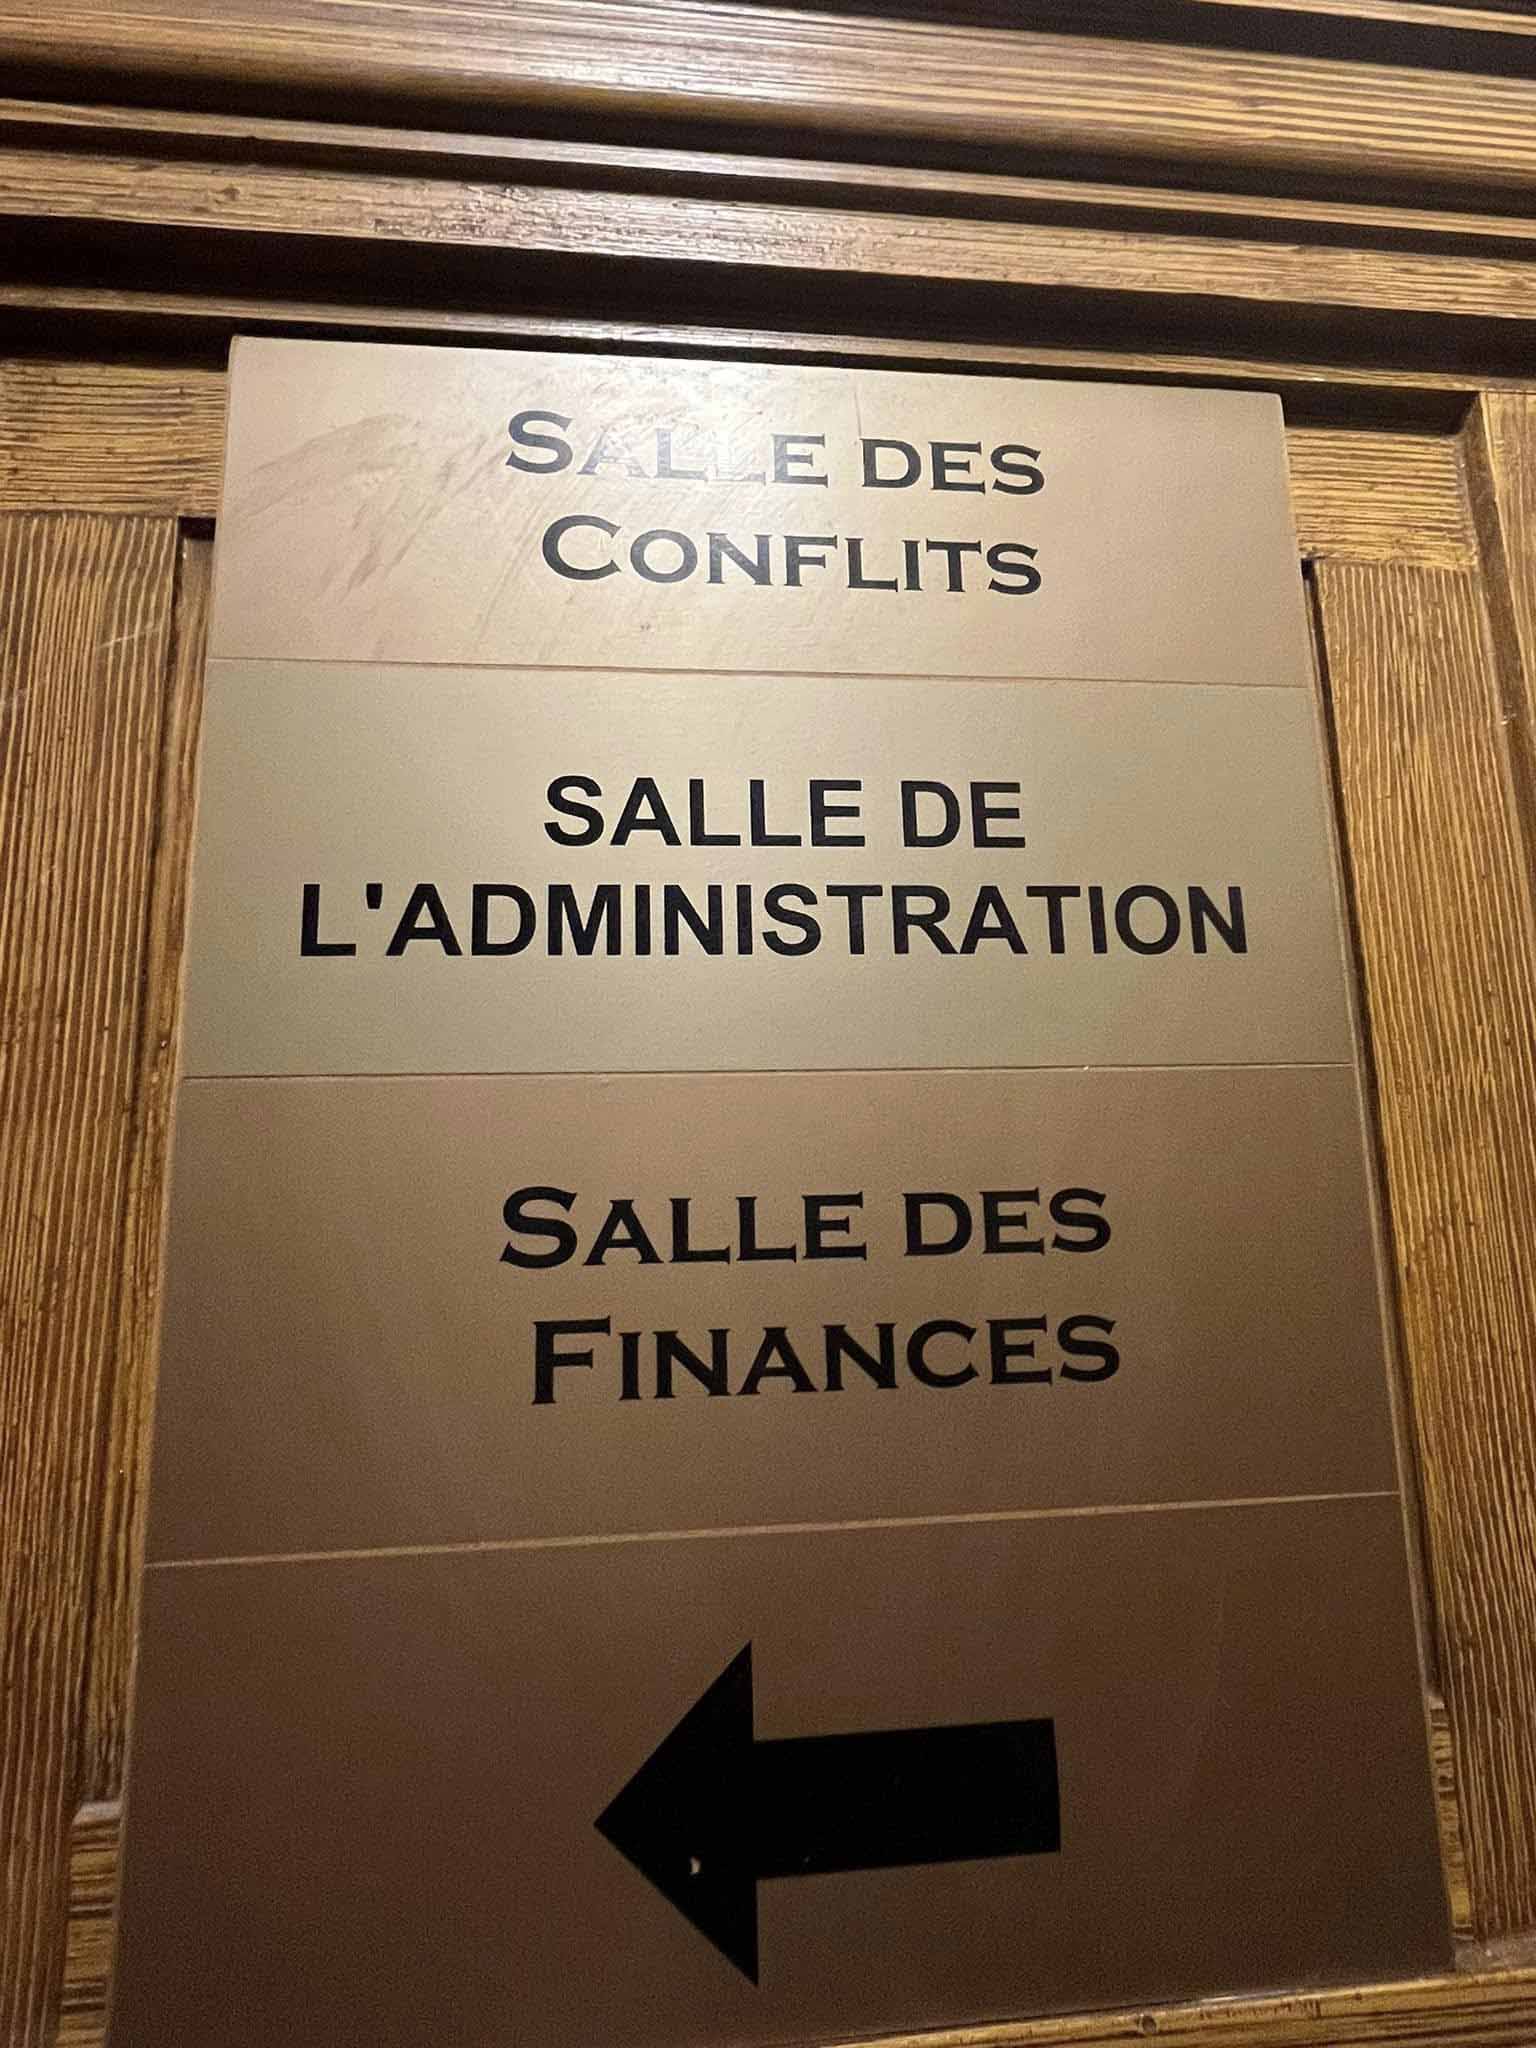 SALLE DES
CONFLITS
SALLE DE
L'ADMINISTRATION
SALLE DES
FINANCES